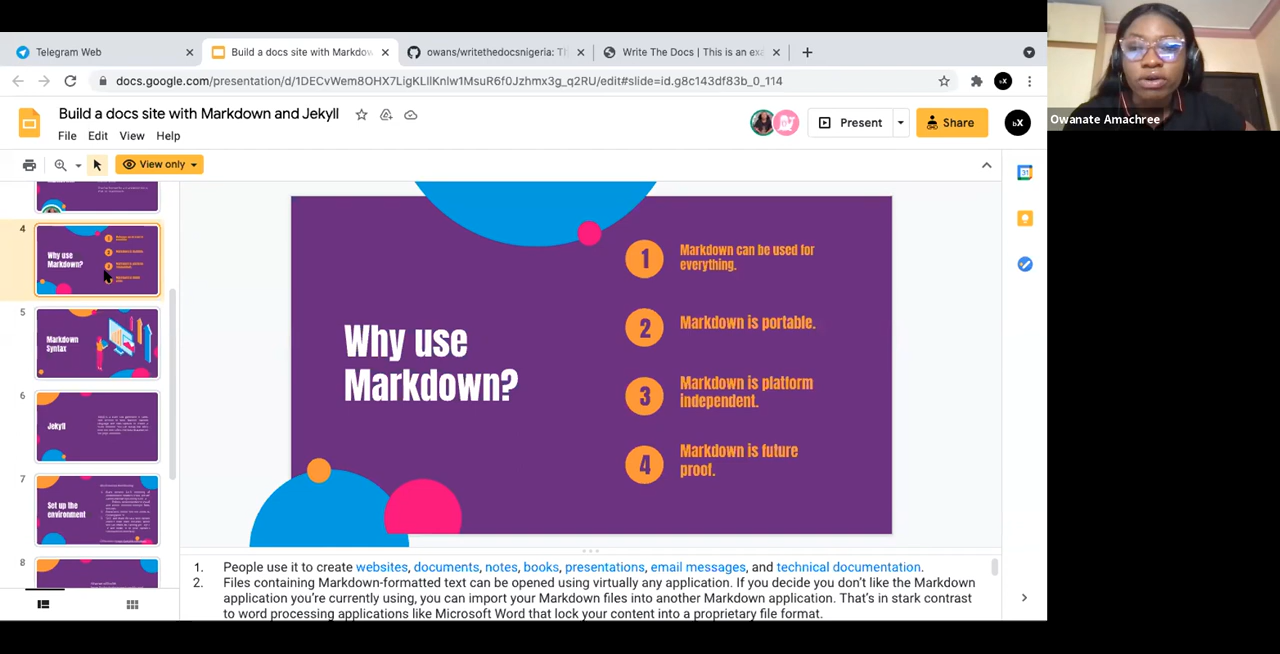 Telegram Web
Build a docs site with Markdow
owans/writethedocsnigeria: Th
Write The Docs | This is an exa
docs.google.com/presentation/d/1DECvWem8OHX7LigKLIlKnlw1MsuR6f0Jzhmx3g_q2RU/edit#slide=id.g8c143df83b_0_114
bX
Owanate Amachree
Build a docs site with Markdown and Jekyll
File Edit View Help
Present
Share
bX
View only
31
4
Why use
Markdown?
5
Markdown
Syntax
6
Jekyll
7
Set up the
environment
8
Why use
Markdown?
1 Markdown can be used for
everything.
2 Markdown is portable.
3 Markdown is platform
independent.
4 Markdown is future
proof.
1. People use it to create websites, documents, notes, books, presentations, email messages, and technical documentation.
2. Files containing Markdown-formatted text can be opened using virtually any application. If you decide you don't like the Markdown
application you're currently using, you can import your Markdown files into another Markdown application. That's in stark contrast
to word processing applications like Microsoft Word that lock your content into a proprietary file format.